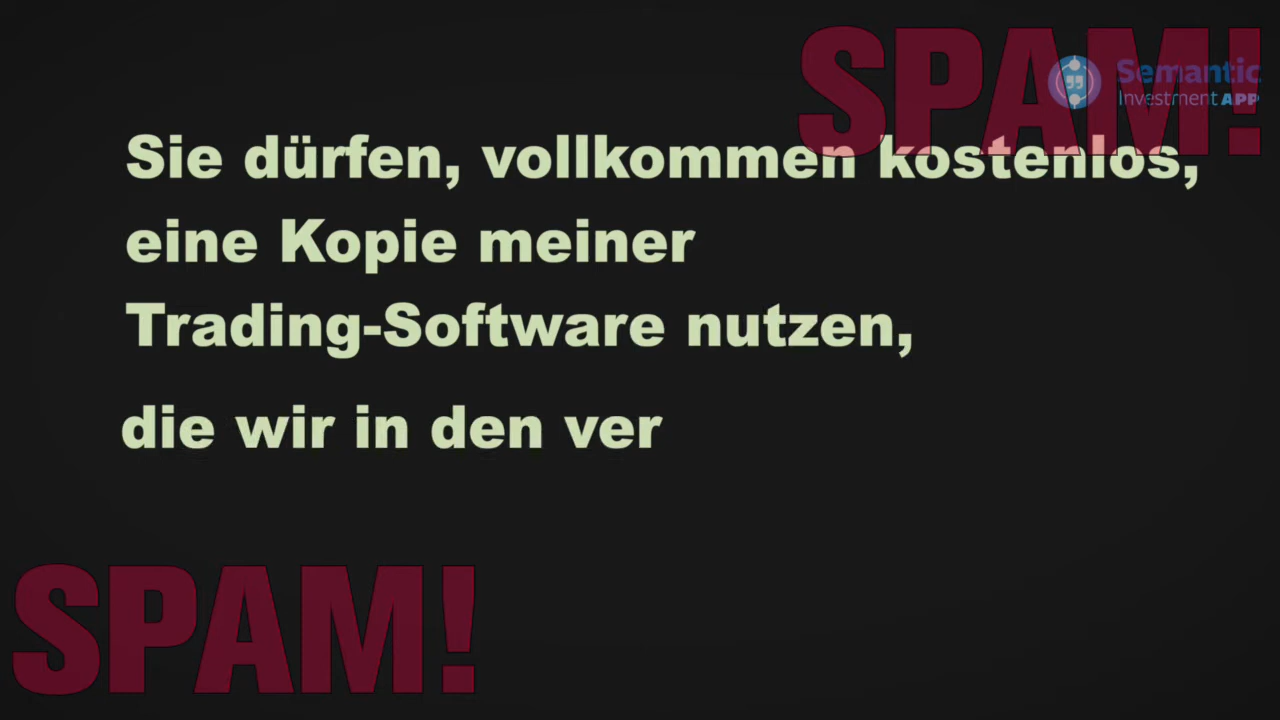 SPAM!
Semantic
Investment APP
Sie dürfen, vollkommen kostenlos,
eine Kopie meiner
Trading-Software nutzen,
die wir in den ver
SPAM!